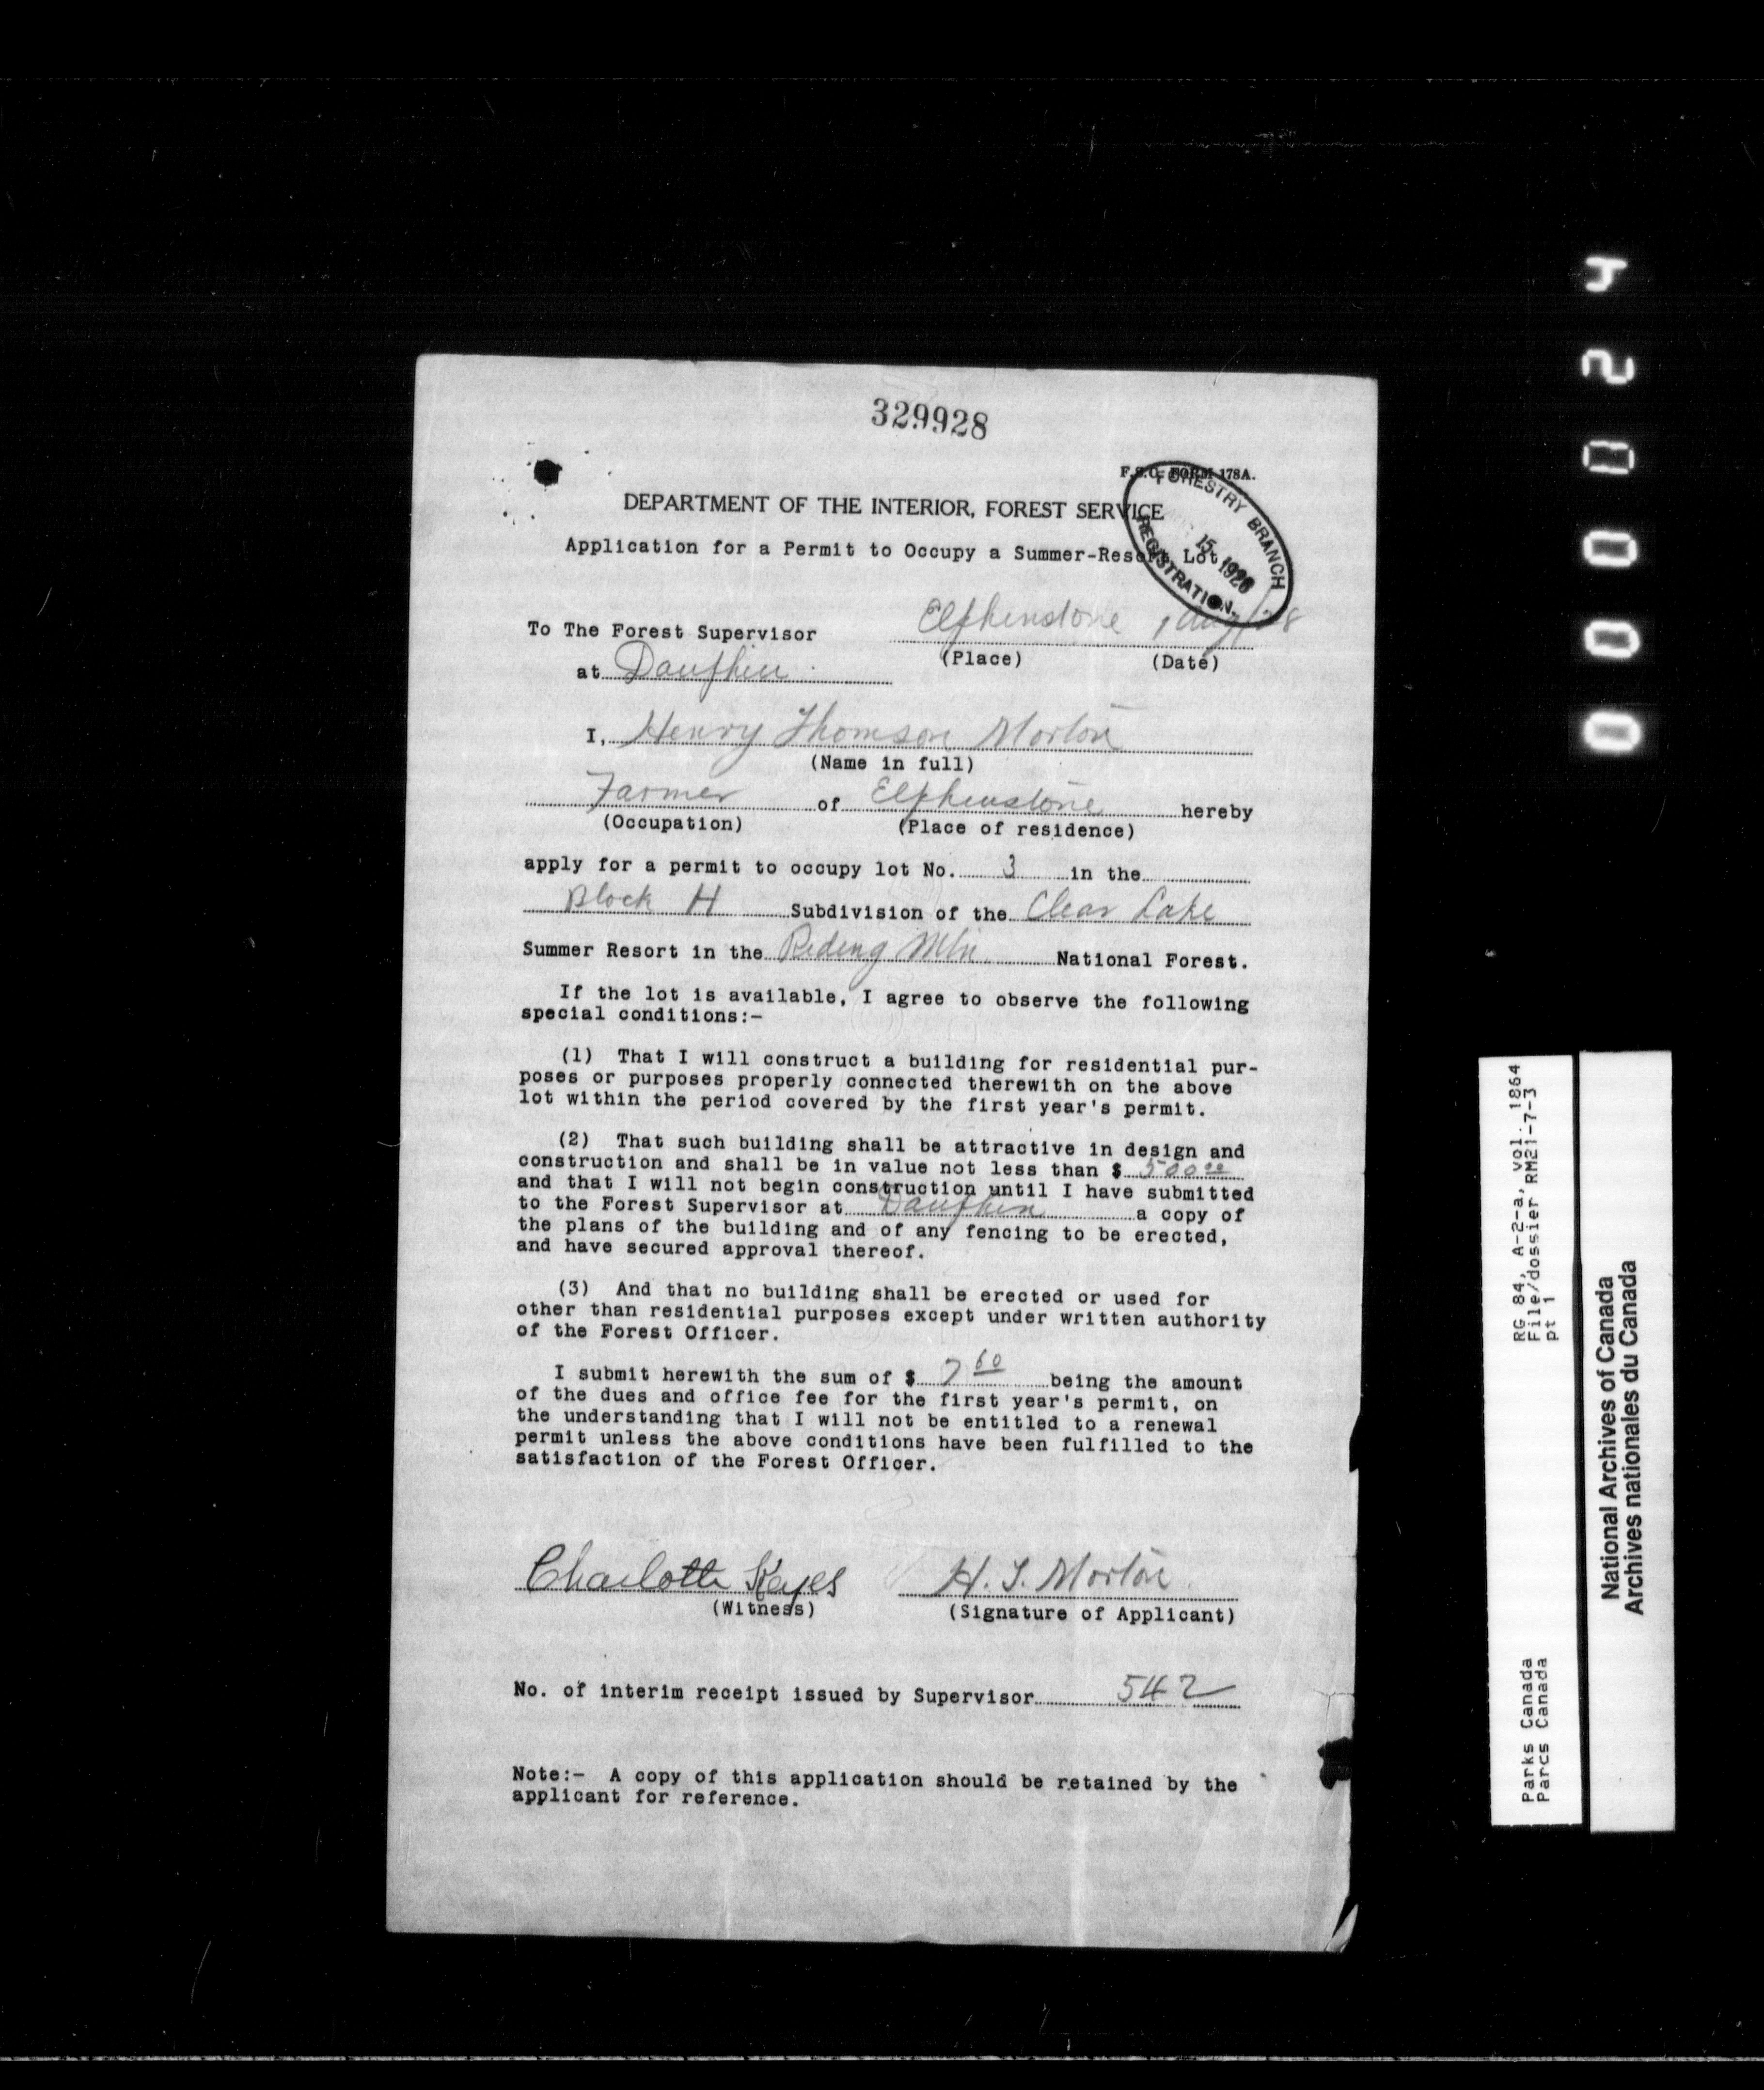 329928
F.S.O. FORM 178A.
DEPARTMENT OF THE INTERIOR, FOREST SERVICE
FORESTRY BRANCH
15 1928
REGISTRATION
Application for a Permit to Occupy a Summer-Resort Lot
To The Forest Supervisor Elphinstone 1 Aug/28
(Place) (Date)
at Dauphin
I, Henry Thomson Morton
(Name in full)
Farmer of Elphinstone hereby
(Occupation) (Place of residence)
apply for a permit to occupy lot No. 3 in the
Block H Subdivision of the Clear Lake
Summer Resort in the Riding Mtn National Forest.
If the lot is available, I agree to observe the following
special conditions:-
(1) That I will construct a building for residential pur-
poses or purposes properly connected therewith on the above
lot within the period covered by the first year's permit.
(2) That such building shall be attractive in design and
construction and shall be in value not less than $ 500 00
and that I will not begin construction until I have submitted
to the Forest Supervisor at Dauphin a copy of
the plans of the building and of any fencing to be erected,
and have secured approval thereof.
(3) And that no building shall be erected or used for
other than residential purposes except under written authority
of the Forest Officer.
I submit herewith the sum of $ 7 60 being the amount
of the dues and office fee for the first year's permit, on
the understanding that I will not be entitled to a renewal
permit unless the above conditions have been fulfilled to the
satisfaction of the Forest Officer.
Charlotte Keyes H. T. Morton
(Witness) (Signature of Applicant)
No. of interim receipt issued by Supervisor 542
Note:- A copy of this application should be retained by the
applicant for reference.
RG 84, A-2-a, vol. 1864
File/dossier RM21-7-3
pt 1
Parks Canada
Parcs Canada
National Archives of Canada
Archives nationales du Canada